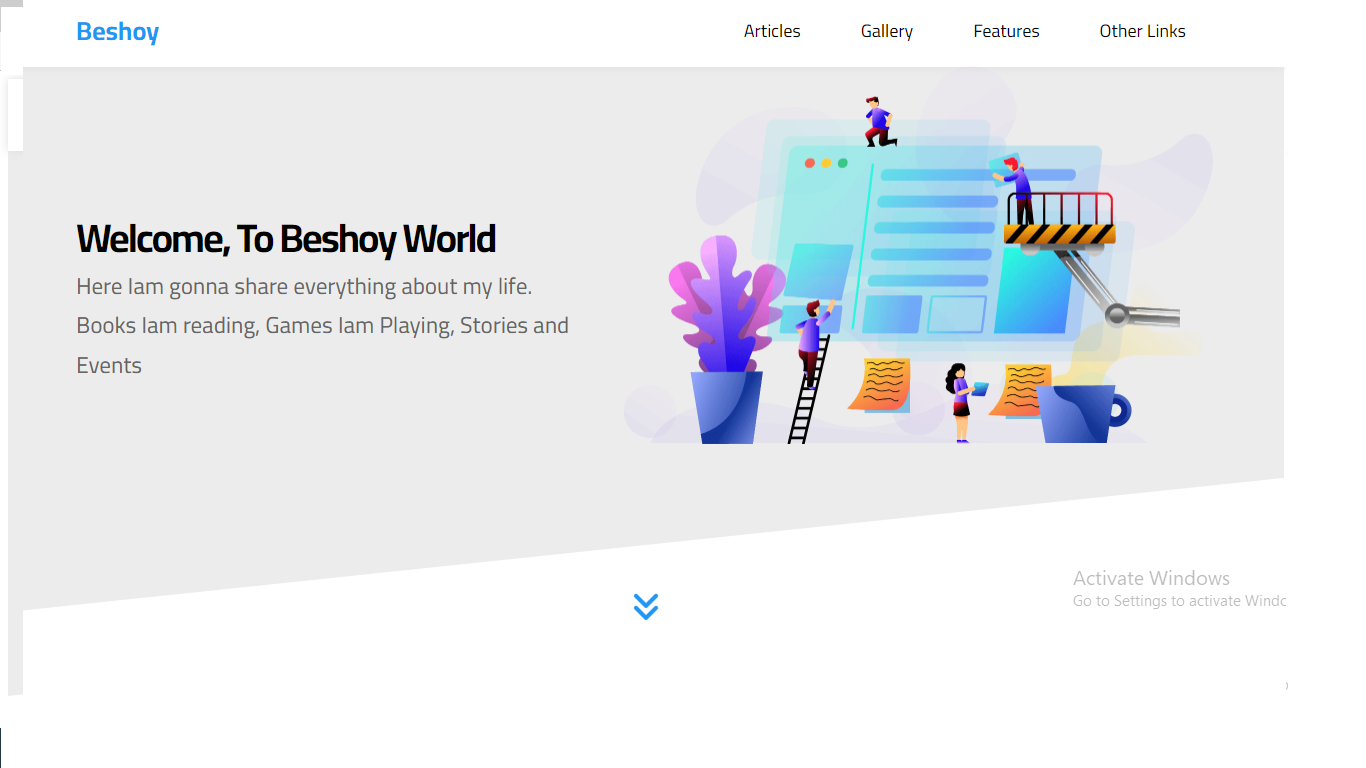 Beshoy
Articles
Gallery
Features
Other Links
Welcome, To Beshoy World
Here Iam gonna share everything about my life.
Books Iam reading, Games Iam Playing, Stories and
Events
Activate Windows
Go to Settings to activate Windo